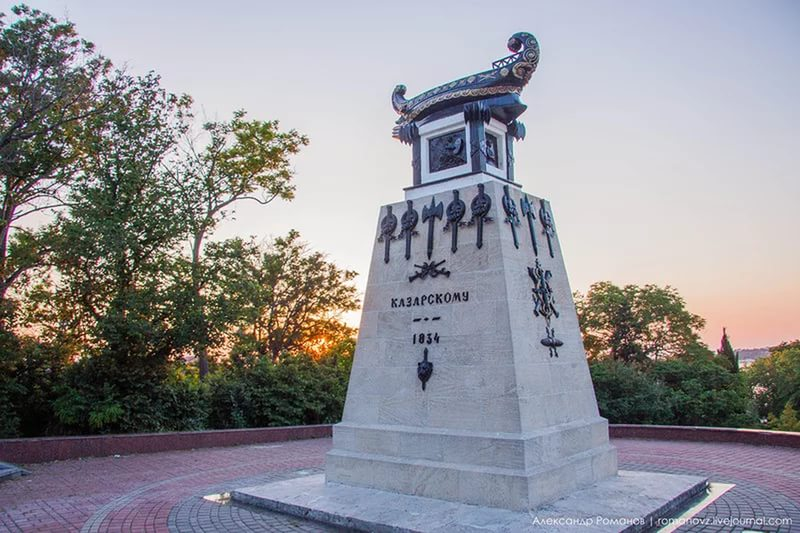 КАЗАРСКОМУ
1834
Александр Романов | romanovz.livejournal.com